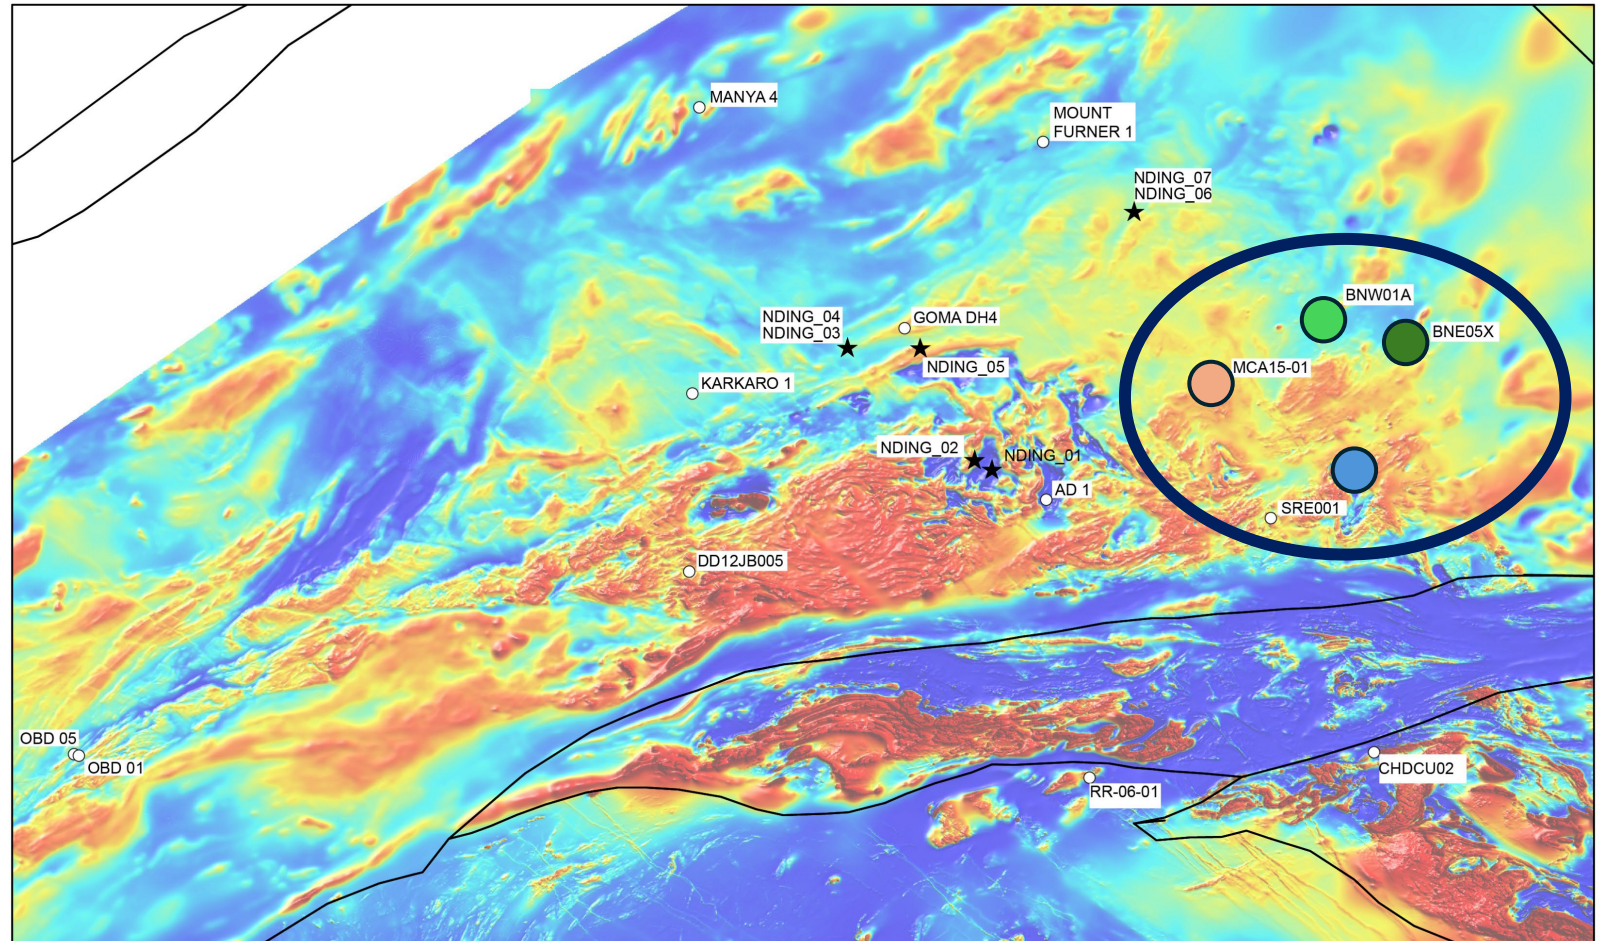 MANYA 4
MOUNT
FURNER 1
NDING_07
NDING_06
BNW01A
NDING_04
NDING_03
GOMA DH4
BNE05X
NDING_05
MCA15-01
KARKARO 1
NDING_02
NDING_01
AD 1
SRE001
DD12JB005
OBD 05
OBD 01
CHDCU02
RR-06-01